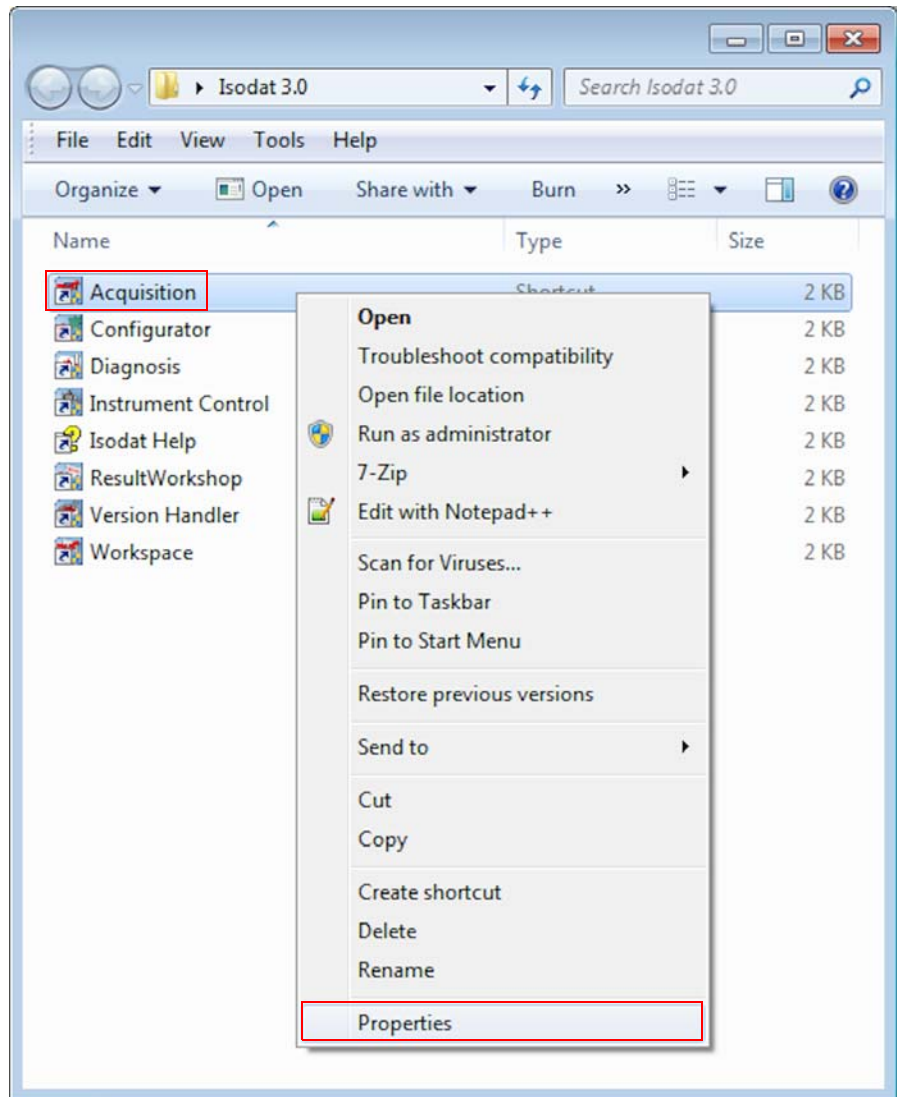 Isodat 3.0
Search Isodat 3.0
File Edit View Tools Help
Organize Open Share with Burn »
Name Type Size
Acquisition Shortcut 2 KB
Configurator 2 KB
Diagnosis 2 KB
Instrument Control 2 KB
Isodat Help 2 KB
ResultWorkshop 2 KB
Version Handler 2 KB
Workspace 2 KB
Open
Troubleshoot compatibility
Open file location
Run as administrator
7-Zip
Edit with Notepad++
Scan for Viruses...
Pin to Taskbar
Pin to Start Menu
Restore previous versions
Send to
Cut
Copy
Create shortcut
Delete
Rename
Properties